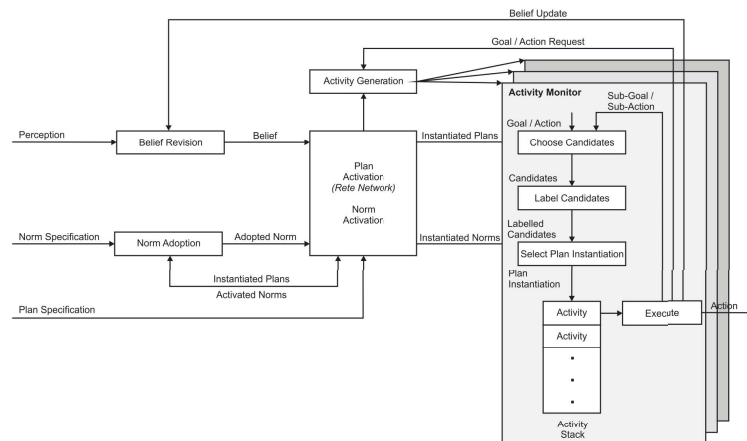 Belief Update
Goal / Action Request
Activity Generation
Activity Monitor
Sub-Goal /
Sub-Action
Goal / Action
Perception
Belief Revision
Belief
Instantiated Plans
Choose Candidates
Plan
Activation
(Rete Network)
Norm
Activation
Candidates
Label Candidates
Labelled
Candidates
Norm Specification
Norm Adoption
Adopted Norm
Instantiated Norms
Select Plan Instantiation
Plan
Instantiation
Instantiated Plans
Activated Norms
Plan Specification
Activity
Execute
Action
Activity
Activity
Stack